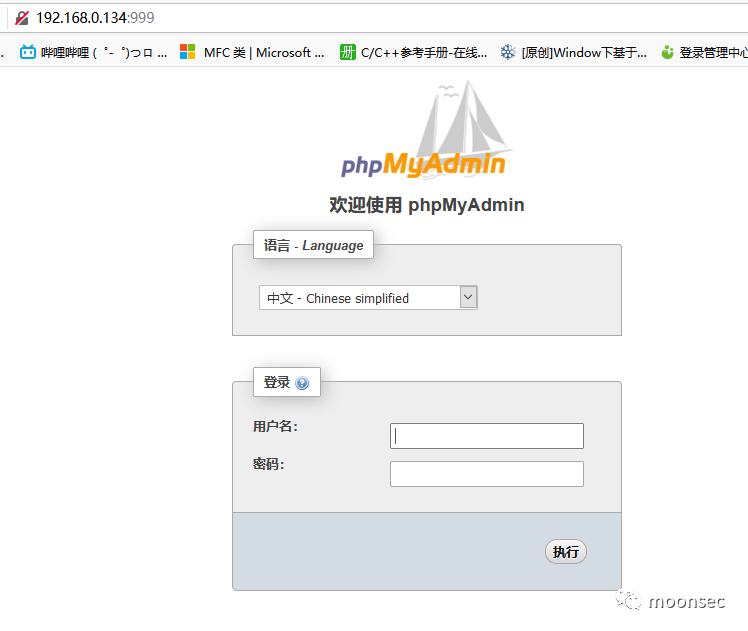 192.168.0.134:999
哔哩哔哩 ( ゜- ゜)つロ ... MFC 类 | Microsoft ... 册 C/C++参考手册-在线... [原创]Window下基于... 登录管理中心
phpMyAdmin
欢迎使用 phpMyAdmin
语言 - Language
中文 - Chinese simplified
登录
用户名：
密码：
执行
moonsec